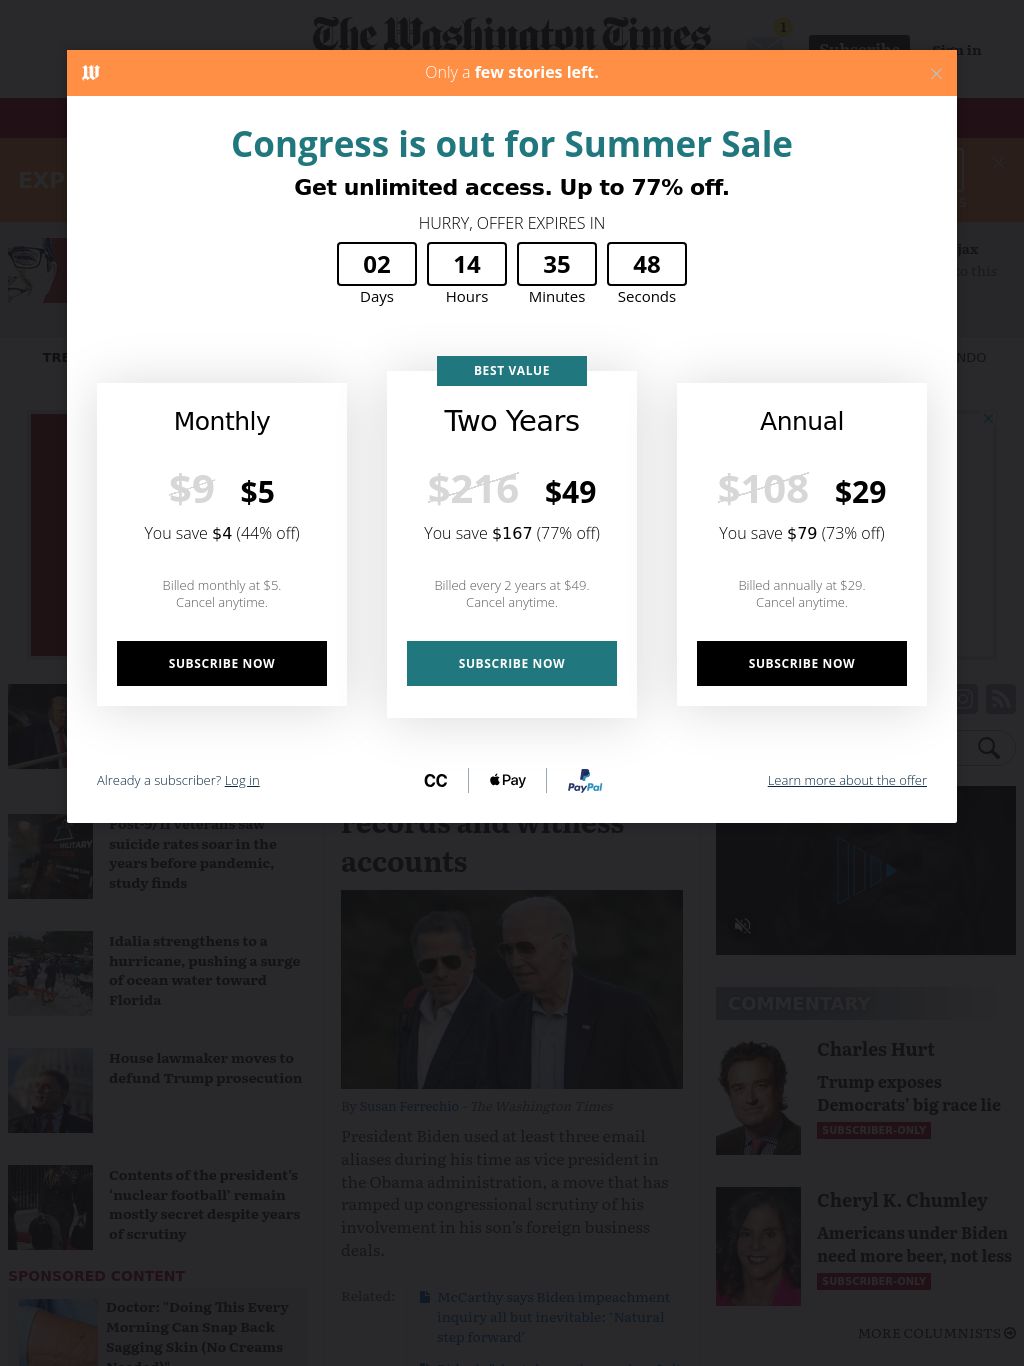 The Washington Times
1
Subscribe
Sign in
Only a few stories left.
Congress is out for Summer Sale
Get unlimited access. Up to 77% off.
HURRY, OFFER EXPIRES IN
02 14 35 48
Days Hours Minutes Seconds
BEST VALUE
Monthly
$9 $5
You save $4 (44% off)
Billed monthly at $5.
Cancel anytime.
SUBSCRIBE NOW
Two Years
$216 $49
You save $167 (77% off)
Billed every 2 years at $49.
Cancel anytime.
SUBSCRIBE NOW
Annual
$108 $29
You save $79 (73% off)
Billed annually at $29.
Cancel anytime.
SUBSCRIBE NOW
Already a subscriber? Log in
CC
Pay
PayPal
Learn more about the offer
Post-9/11 veterans saw
suicide rates soar in the
years before pandemic,
study finds
Idalia strengthens to a
hurricane, pushing a surge
of ocean water toward
Florida
House lawmaker moves to
defund Trump prosecution
Contents of the president's
'nuclear football' remain
mostly secret despite years
of scrutiny
SPONSORED CONTENT
Doctor: "Doing This Every
Morning Can Snap Back
Sagging Skin (No Creams
Needed)"
records and witness
accounts
By Susan Ferrechio - The Washington Times
President Biden used at least three email
aliases during his time as vice president in
the Obama administration, a move that has
ramped up congressional scrutiny of his
involvement in his son's foreign business
deals.
Related:
McCarthy says Biden impeachment
inquiry all but inevitable: 'Natural
step forward'
COMMENTARY
Charles Hurt
Trump exposes
Democrats' big race lie
SUBSCRIBER-ONLY
Cheryl K. Chumley
Americans under Biden
need more beer, not less
SUBSCRIBER-ONLY
MORE COLUMNISTS